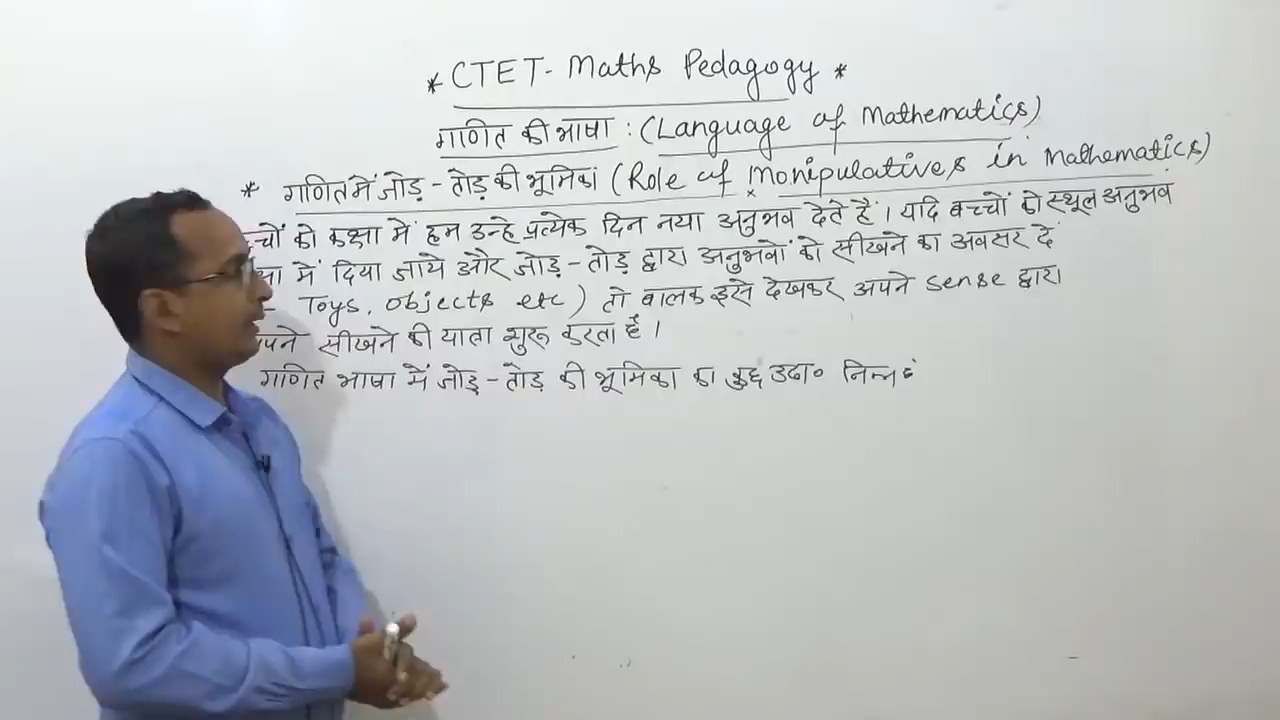 * CTET - Maths Pedagogy *
गणित की भाषा : (Language of Mathematics)
* गणित में जोड़ - तोड़ की भूमिका (Role of Monipulatives in Mathematics)
च्चों को कक्षा में हम उन्हे प्रत्येक दिन नया अनुभव देते हैं । यदि बच्चों को स्थूल अनुभव
में दिया जाये और जोड़ - तोड़ द्वारा अनुभवों को सीखने का अवसर दें
- Toys, objects etc) तो बालक इसे देखकर अपने sense द्वारा
पने सीखने की याता शुरू करता है ।
गणित भाषा में जोड़ - तोड़ की भूमिका का कुछ उदा० निम्न